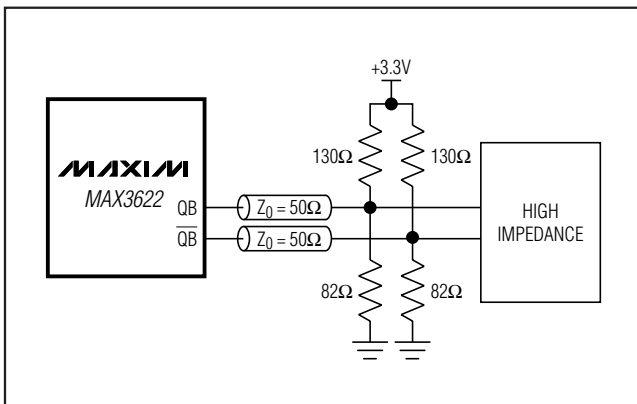 +3.3V
130Ω 130Ω
MAXIM
MAX3622
QB Z0 = 50Ω
QB Z0 = 50Ω
HIGH
IMPEDANCE
82Ω 82Ω